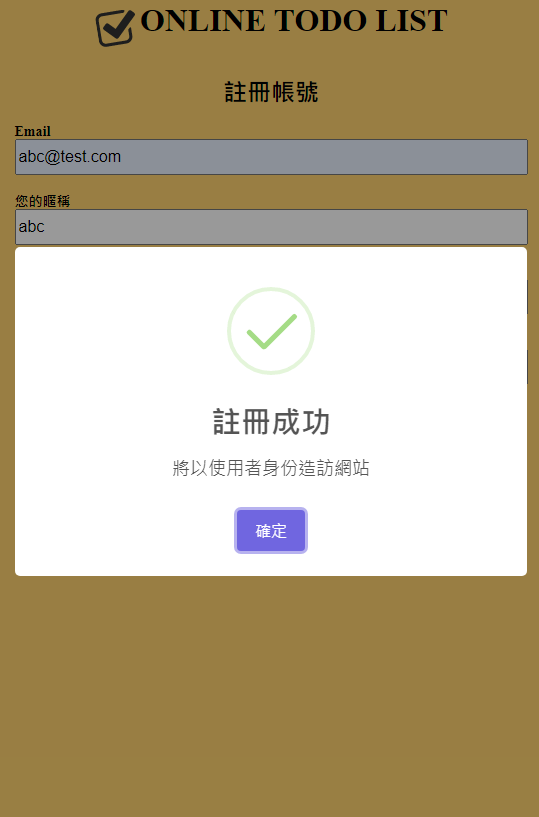 ONLINE TODO LIST
註冊帳號
Email
abc@test.com
您的暱稱
abc
註冊成功
將以使用者身份造訪網站
確定